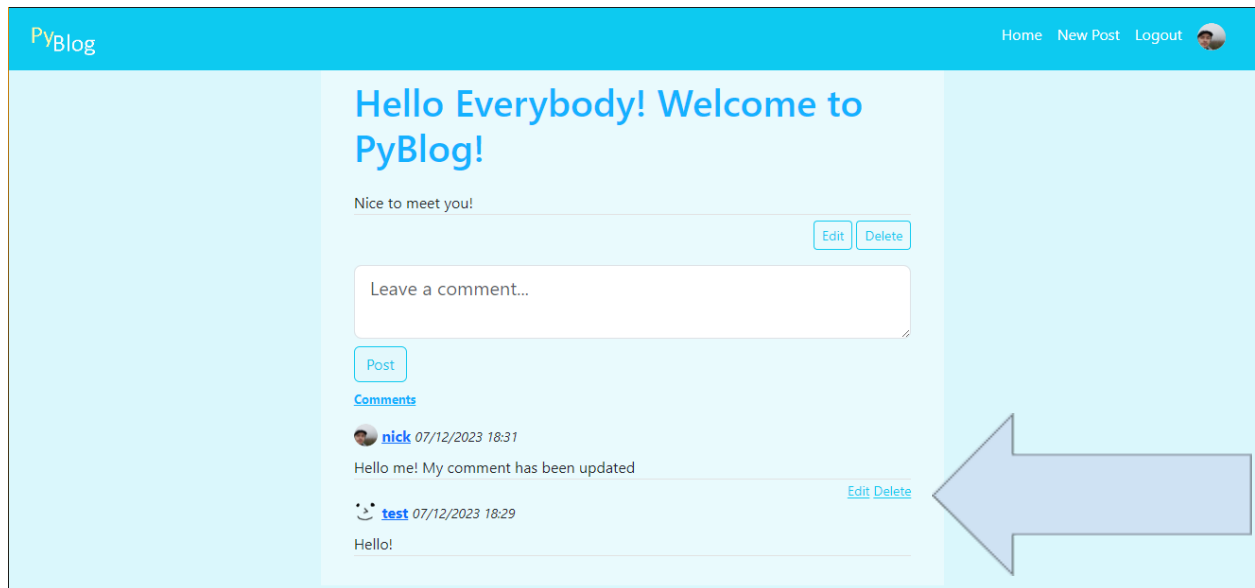 PyBlog
Home New Post Logout
Hello Everybody! Welcome to
PyBlog!
Nice to meet you!
Edit Delete
Leave a comment...
Post
Comments
nick 07/12/2023 18:31
Hello me! My comment has been updated
Edit Delete
test 07/12/2023 18:29
Hello!